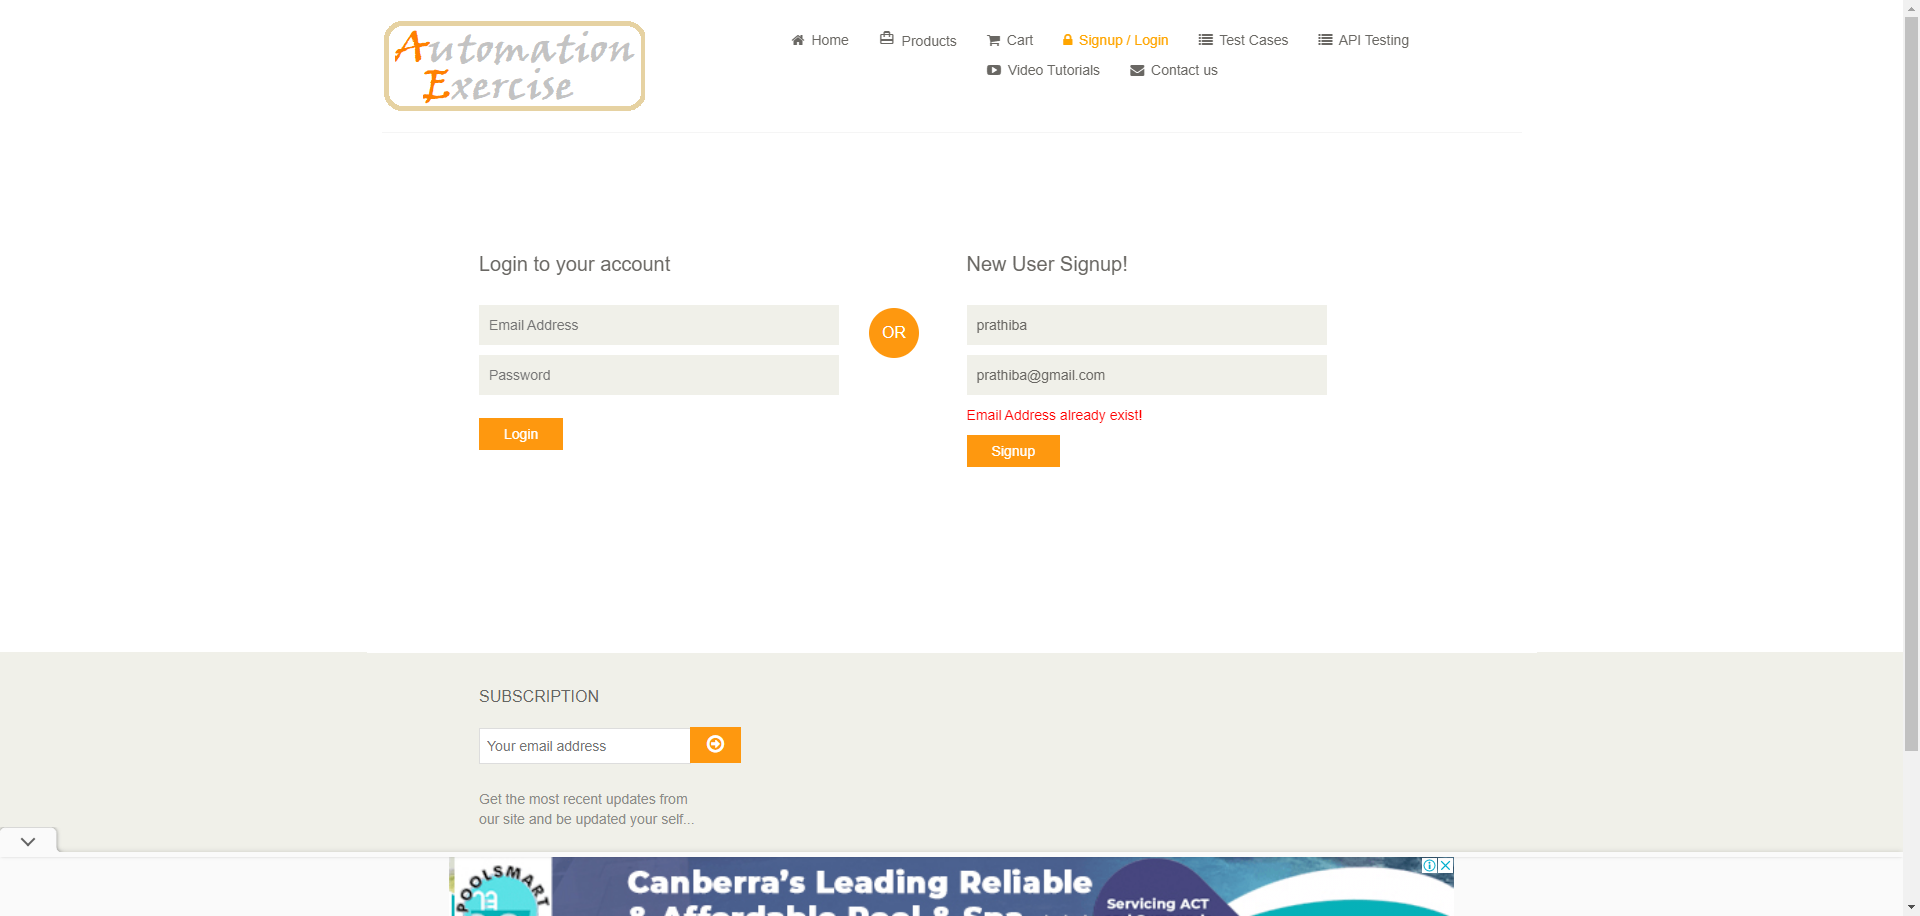 Automation
Exercise
Home
Products
Cart
Signup / Login
Test Cases
API Testing
Video Tutorials
Contact us
Login to your account
Email Address
Password
Login
OR
New User Signup!
prathiba
prathiba@gmail.com
Email Address already exist!
Signup
SUBSCRIPTION
Your email address
Get the most recent updates from
our site and be updated your self...
POOLSMART
Canberra's Leading Reliable
& Affordable Pool & Spa
Servicing ACT